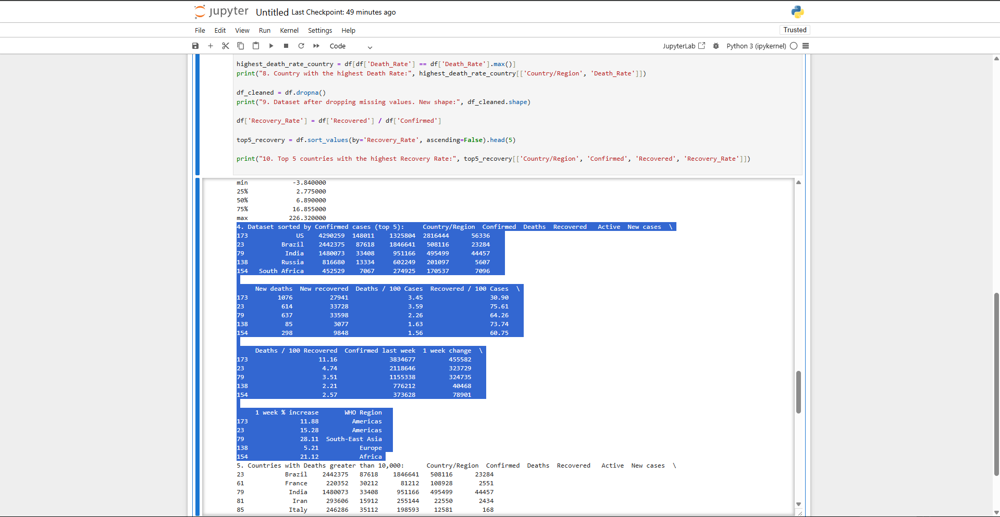 jupyter Untitled Last Checkpoint: 49 minutes ago
File Edit View Run Kernel Settings Help Trusted
Code JupyterLab Python 3 (ipykernel)
highest_death_rate_country = df[df['Death_Rate'] == df['Death_Rate'].max()]
print("8. Country with the highest Death Rate:", highest_death_rate_country[['Country/Region', 'Death_Rate']])
df_cleaned = df.dropna()
print("9. Dataset after dropping missing values. New shape:", df_cleaned.shape)
df['Recovery_Rate'] = df['Recovered'] / df['Confirmed']
top5_recovery = df.sort_values(by='Recovery_Rate', ascending=False).head(5)
print("10. Top 5 countries with the highest Recovery Rate:", top5_recovery[['Country/Region', 'Confirmed', 'Recovered', 'Recovery_Rate']])
min -3.840000
25% 2.775000
50% 6.890000
75% 16.855000
max 226.320000
4. Dataset sorted by Confirmed cases (top 5): Country/Region Confirmed Deaths Recovered Active New cases \
173 US 4290259 148011 1325804 2816444 56336
23 Brazil 2442375 87618 1846641 508116 23284
79 India 1480073 33408 951166 495499 44457
138 Russia 816680 13334 602249 201097 5607
154 South Africa 452529 7067 274925 170537 7096
New deaths New recovered Deaths / 100 Cases Recovered / 100 Cases \
173 1076 27941 3.45 30.90
23 614 33728 3.59 75.61
79 637 33598 2.26 64.26
138 85 3077 1.63 73.74
154 298 9848 1.56 60.75
Deaths / 100 Recovered Confirmed last week 1 week change \
173 11.16 3834677 455582
23 4.74 2118646 323729
79 3.51 1155338 324735
138 2.21 776212 40468
154 2.57 373628 78901
1 week % increase WHO Region
173 11.88 Americas
23 15.28 Americas
79 28.11 South-East Asia
138 5.21 Europe
154 21.12 Africa
5. Countries with Deaths greater than 10,000: Country/Region Confirmed Deaths Recovered Active New cases \
23 Brazil 2442375 87618 1846641 508116 23284
61 France 220352 30212 81212 108928 2551
79 India 1480073 33408 951166 495499 44457
81 Iran 293606 15912 255144 22550 2434
85 Italy 246286 35112 198593 12581 168